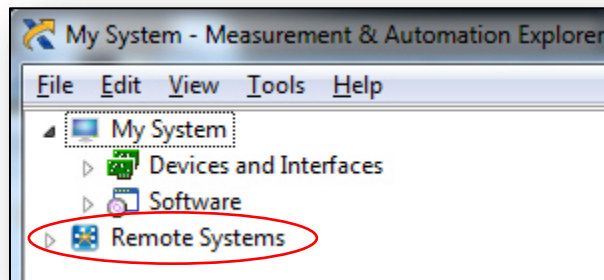 My System - Measurement & Automation Explorer
File Edit View Tools Help
My System
Devices and Interfaces
Software
Remote Systems